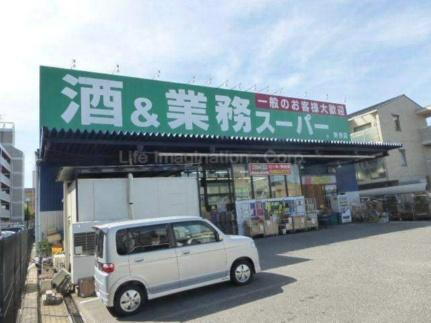 一般のお客様大歓迎
酒&業務スーパー
Life Imagination Corp.